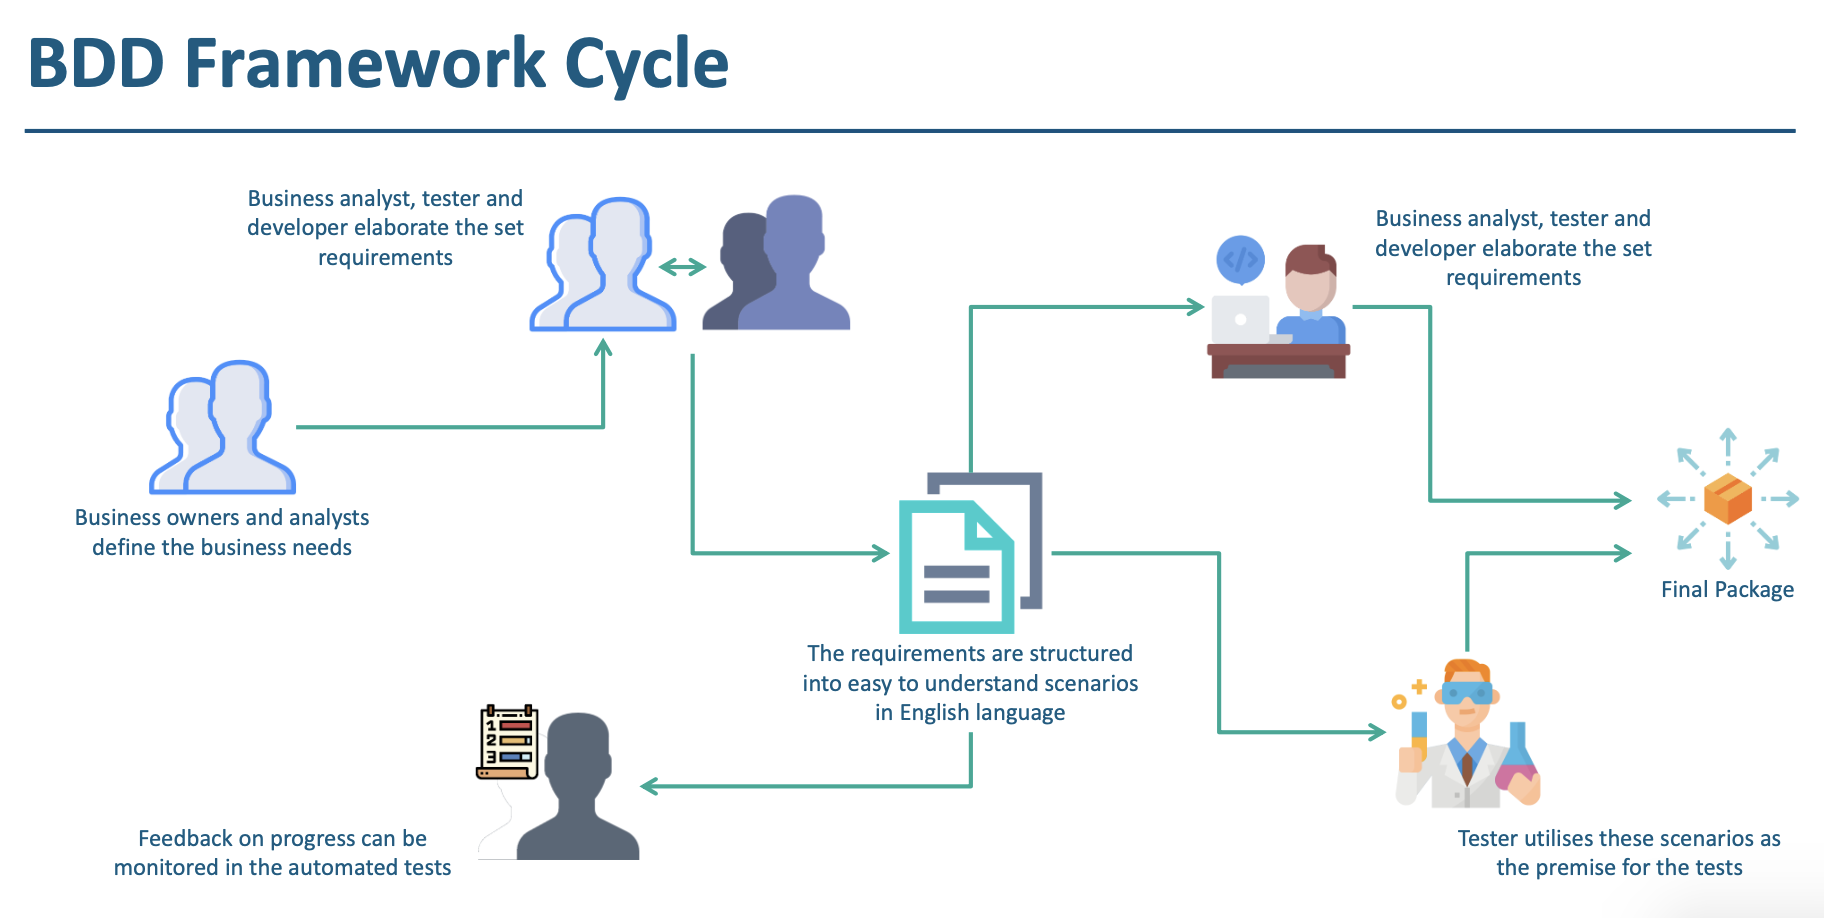 BDD Framework Cycle
Business analyst, tester and
developer elaborate the set
requirements
Business analyst, tester and
developer elaborate the set
requirements
</>
Business owners and analysts
define the business needs
Final Package
The requirements are structured
into easy to understand scenarios
in English language
1
2
3
Feedback on progress can be
monitored in the automated tests
Tester utilises these scenarios as
the premise for the tests